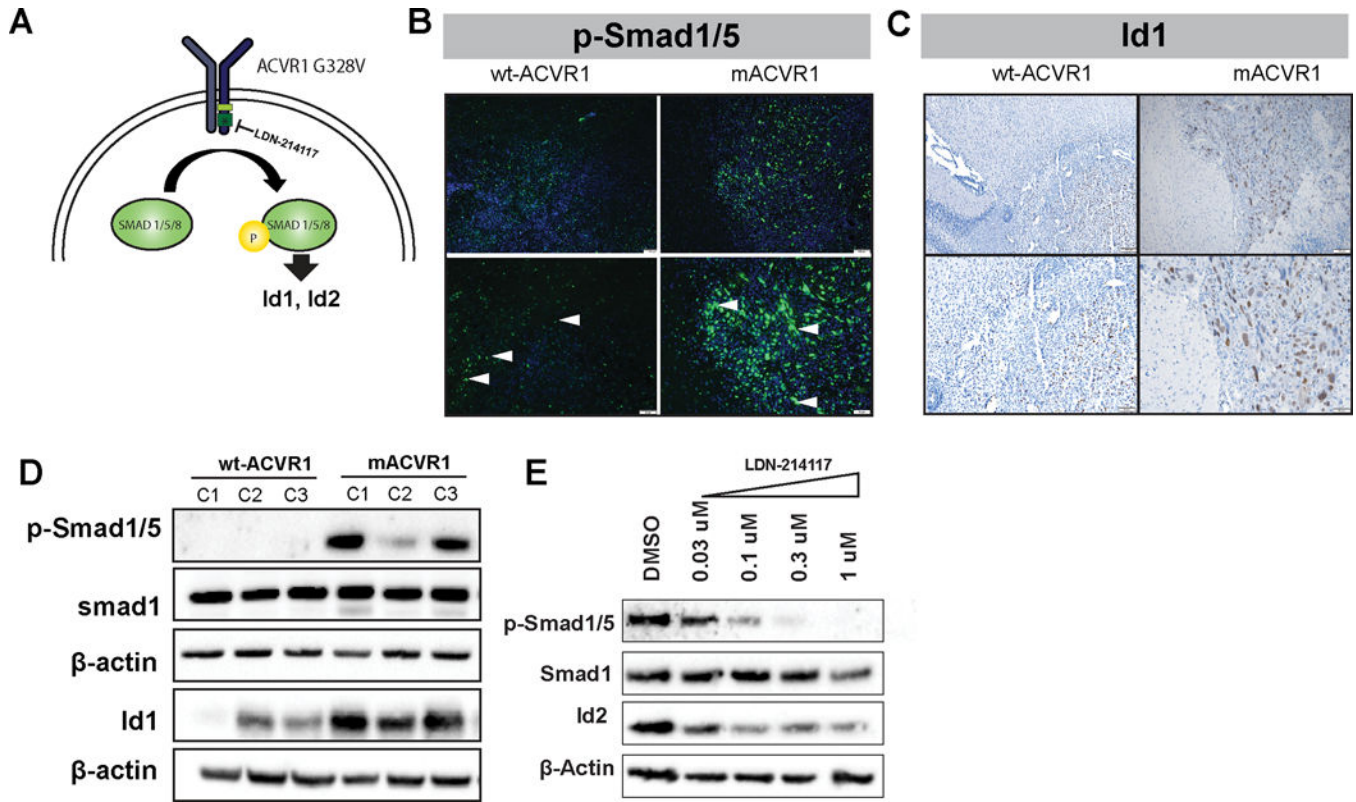 A
ACVR1 G328V
LDN-214117
SMAD 1/5/8
SMAD 1/5/8
P
Id1, Id2
B
p-Smad1/5
wt-ACVR1
mACVR1
C
Id1
wt-ACVR1
mACVR1
D
wt-ACVR1
mACVR1
C1
C2
C3
C1
C2
C3
p-Smad1/5
smad1
β-actin
Id1
β-actin
E
LDN-214117
DMSO
0.03 uM
0.1 uM
0.3 uM
1 uM
p-Smad1/5
Smad1
Id2
β-Actin